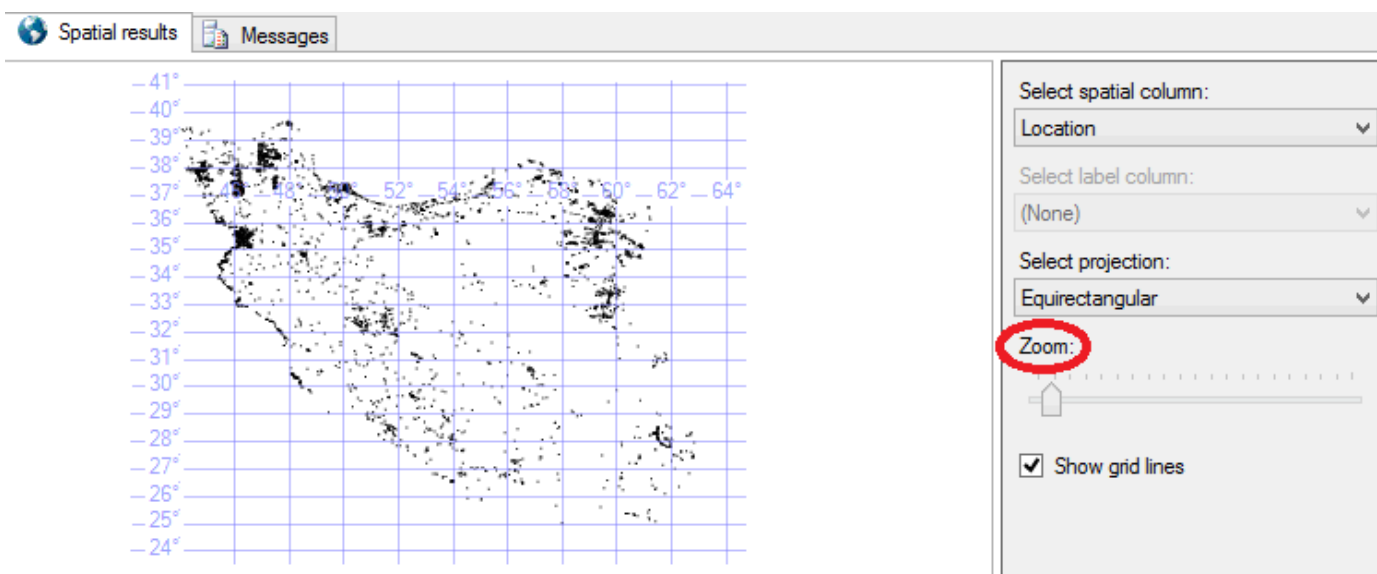 Spatial results
Messages
41°
40°
39°
38°
37°
48°
52°
54°
56°
58°
60°
62°
64°
36°
35°
34°
33°
32°
31°
30°
29°
28°
27°
26°
25°
24°
Select spatial column:
Location
Select label column:
(None)
Select projection:
Equirectangular
Zoom:
Show grid lines